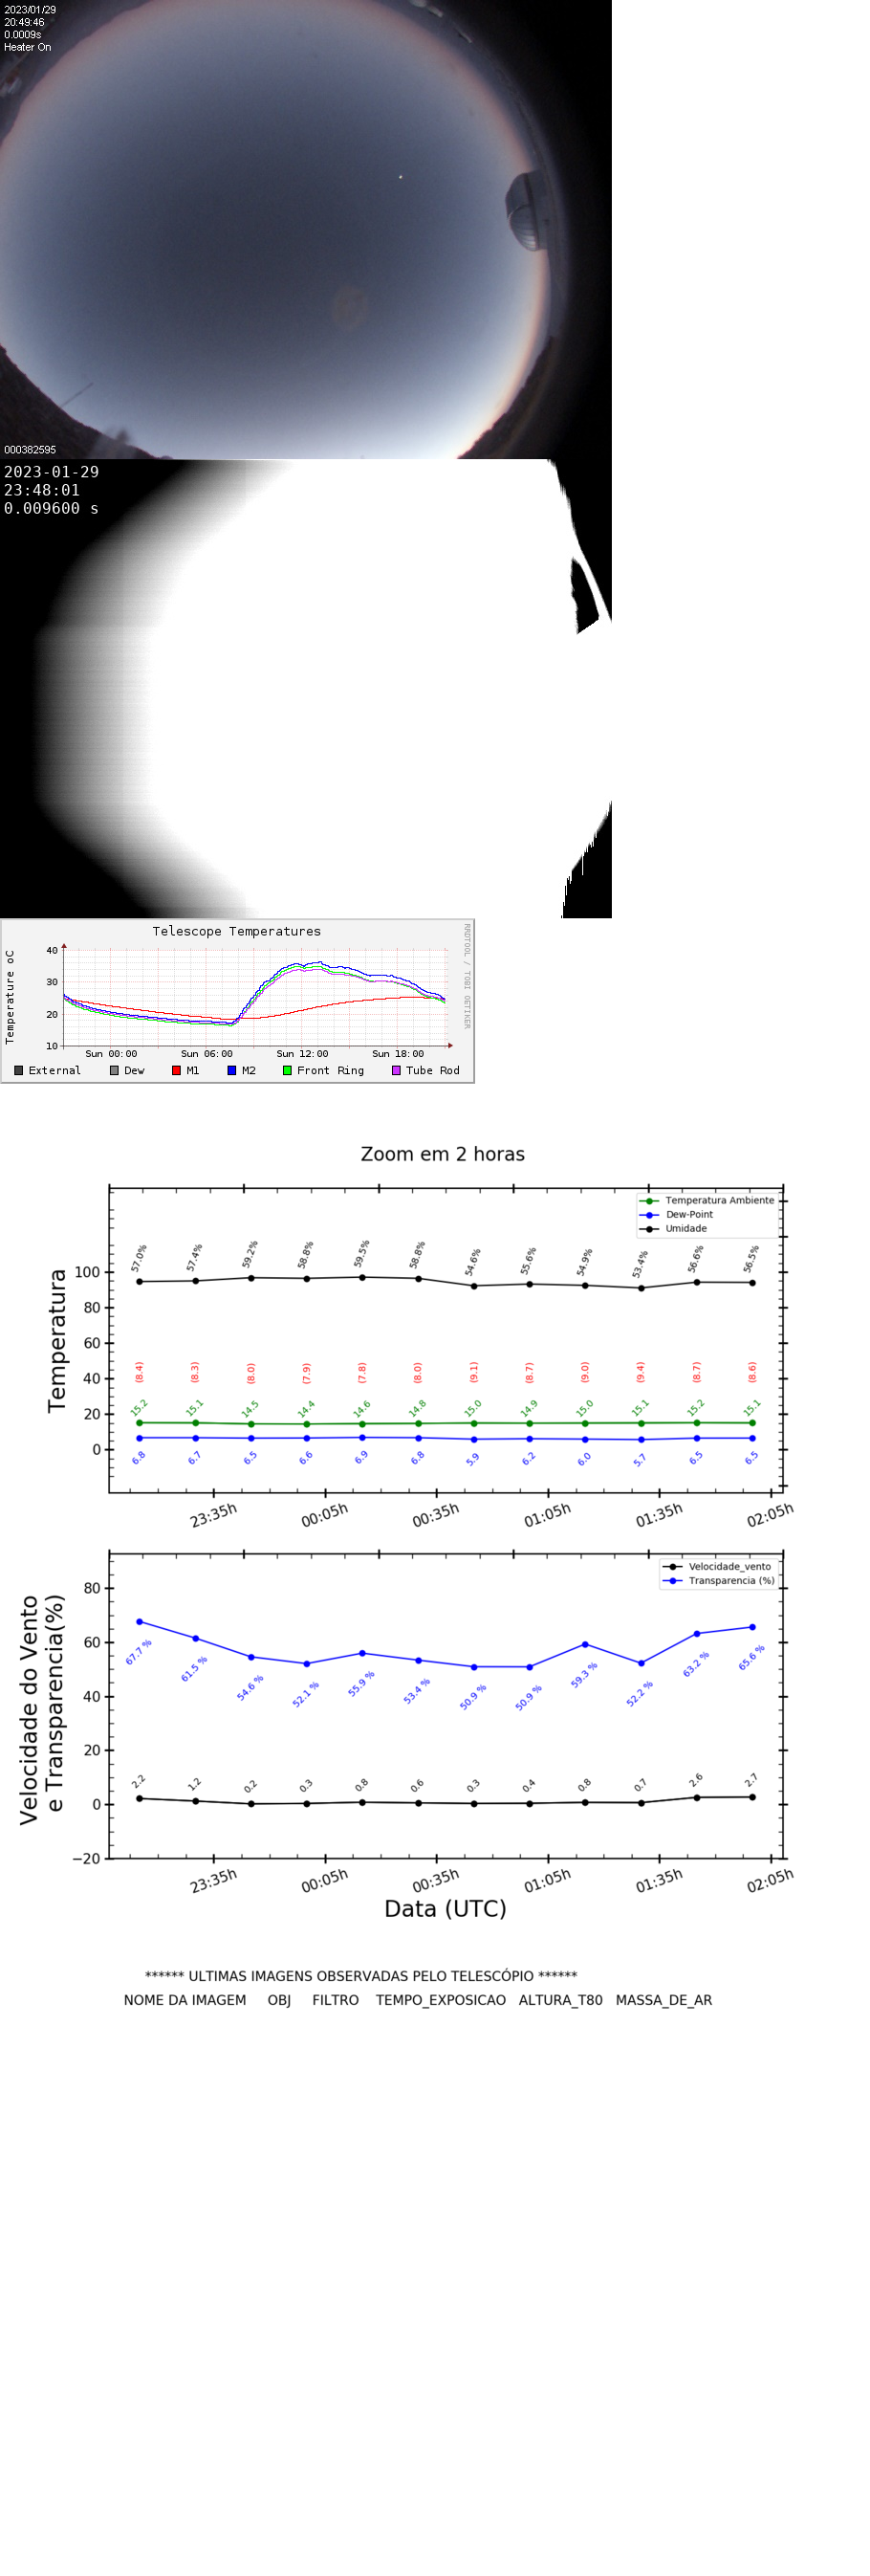 2023/01/29
20:49:46
0.0009s
Heater On
000382595
2023-01-29
23:48:01
0.009600 s
Telescope Temperatures
RRDTOOL / TOBI OETIKER
Temperature oC
40
30
20
10
Sun 00:00 Sun 06:00 Sun 12:00 Sun 18:00
External Dew M1 M2 Front Ring Tube Rod
Zoom em 2 horas
Temperatura Ambiente
Dew-Point
Umidade
57.0% 57.4% 59.2% 58.8% 59.5% 58.8% 54.6% 55.6% 54.9% 53.4% 56.6% 56.5%
Temperatura
100
80
60
40
20
0
(8.4) (8.3) (8.0) (7.9) (7.8) (8.0) (9.1) (8.7) (9.0) (9.4) (8.7) (8.6)
15.2 15.1 14.5 14.4 14.6 14.8 15.0 14.9 15.0 15.1 15.2 15.1
6.8 6.7 6.5 6.6 6.9 6.8 5.9 6.2 6.0 5.7 6.5 6.5
23:35h 00:05h 00:35h 01:05h 01:35h 02:05h
Velocidade_vento
Transparencia (%)
Velocidade do Vento
e Transparencia(%)
80
60
40
20
0
−20
67.7 % 61.5 % 54.6 % 52.1 % 55.9 % 53.4 % 50.9 % 50.9 % 59.3 % 52.2 % 63.2 % 65.6 %
2.2 1.2 0.2 0.3 0.8 0.6 0.3 0.4 0.8 0.7 2.6 2.7
23:35h 00:05h 00:35h 01:05h 01:35h 02:05h
Data (UTC)
****** ULTIMAS IMAGENS OBSERVADAS PELO TELESCÓPIO ******
NOME DA IMAGEM OBJ FILTRO TEMPO_EXPOSICAO ALTURA_T80 MASSA_DE_AR